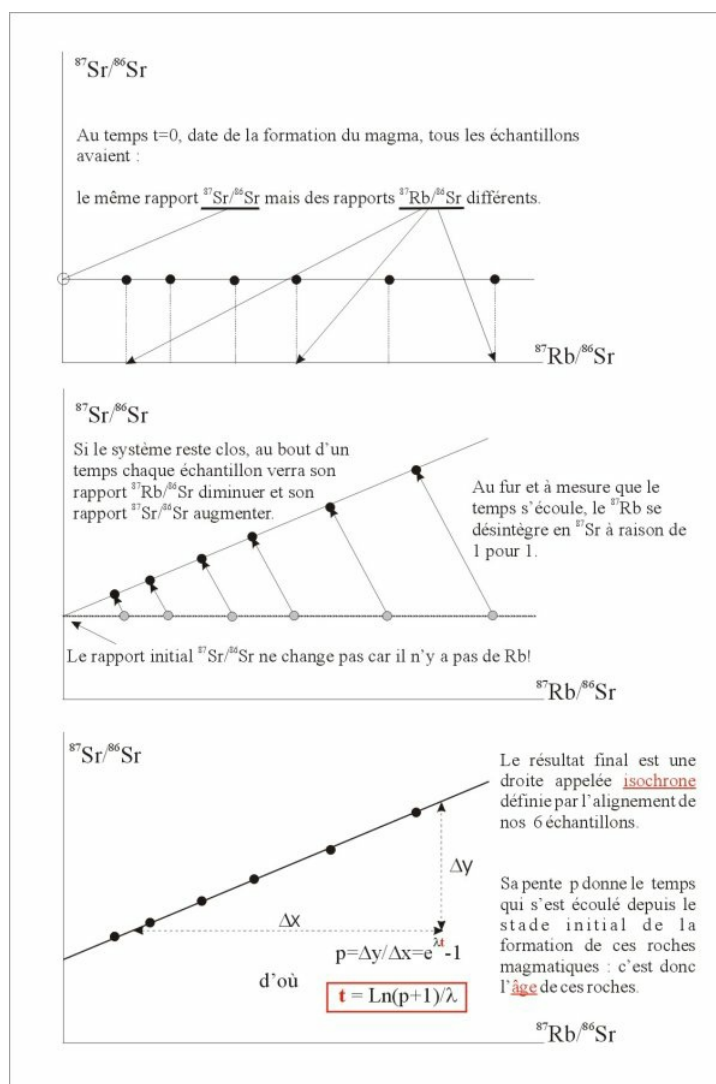 ⁸⁷Sr/⁸⁶Sr
Au temps t=0, date de la formation du magma, tous les échantillons
avaient :
le même rapport ⁸⁷Sr/⁸⁶Sr mais des rapports ⁸⁷Rb/⁸⁶Sr différents.
⁸⁷Rb/⁸⁶Sr
⁸⁷Sr/⁸⁶Sr
Si le système reste clos, au bout d'un
temps chaque échantillon verra son
rapport ⁸⁷Rb/⁸⁶Sr diminuer et son
rapport ⁸⁷Sr/⁸⁶Sr augmenter.
Au fur et à mesure que le
temps s'écoule, le ⁸⁷Rb se
désintègre en ⁸⁷Sr à raison de
1 pour 1.
Le rapport initial ⁸⁷Sr/⁸⁶Sr ne change pas car il n'y a pas de Rb!
⁸⁷Rb/⁸⁶Sr
⁸⁷Sr/⁸⁶Sr
Le résultat final est une
droite appelée isochrone
définie par l'alignement de
nos 6 échantillons.
Δy
Δx
Sa pente p donne le temps
qui s'est écoulé depuis le
stade initial de la
formation de ces roches
magmatiques : c'est donc
l'âge de ces roches.
p=Δy/Δx=e^λt-1
d'où
t = Ln(p+1)/λ
⁸⁷Rb/⁸⁶Sr